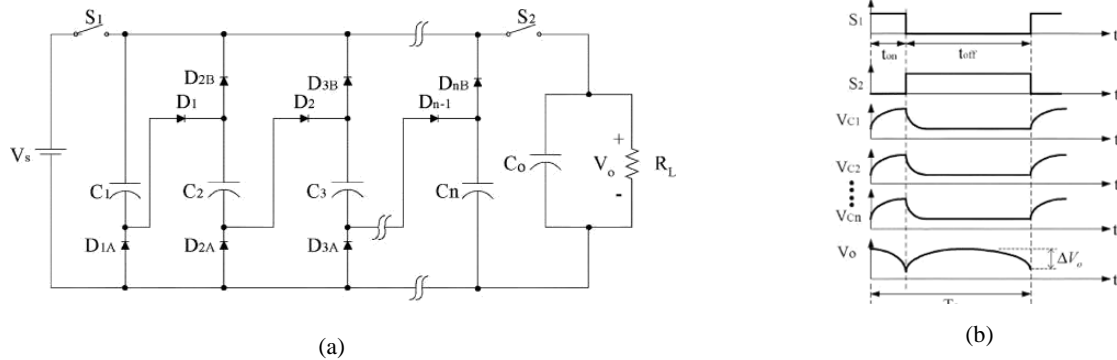 S1
S2
D2B
D3B
DnB
D1
D2
Dn-1
Vs
C1
C2
C3
Cn
Co
+
Vo
-
RL
D1A
D2A
D3A
(a)
S1
t
ton
toff
S2
t
VC1
t
VC2
t
VCn
t
Vo
ΔVo
t
(b)